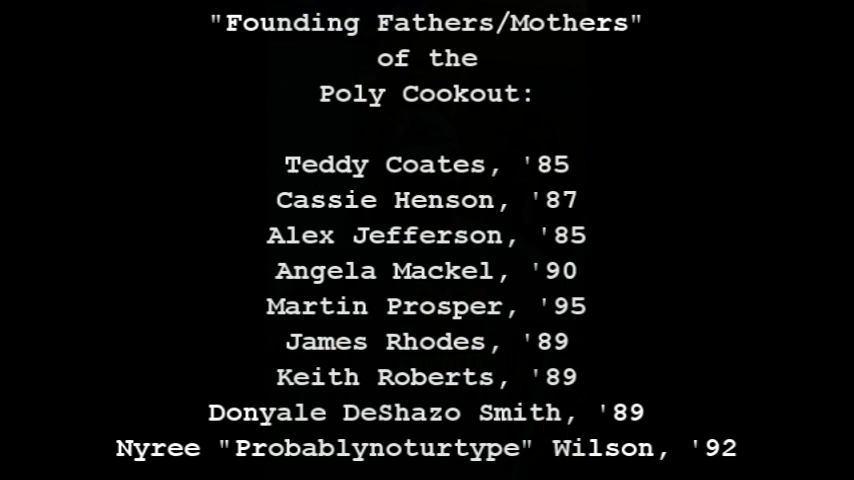 "Founding Fathers/Mothers"
of the
Poly Cookout:
Teddy Coates, '85
Cassie Henson, '87
Alex Jefferson, '85
Angela Mackel, '90
Martin Prosper, '95
James Rhodes, '89
Keith Roberts, '89
Donyale DeShazo Smith, '89
Nyree "Probablynoturtype" Wilson, '92